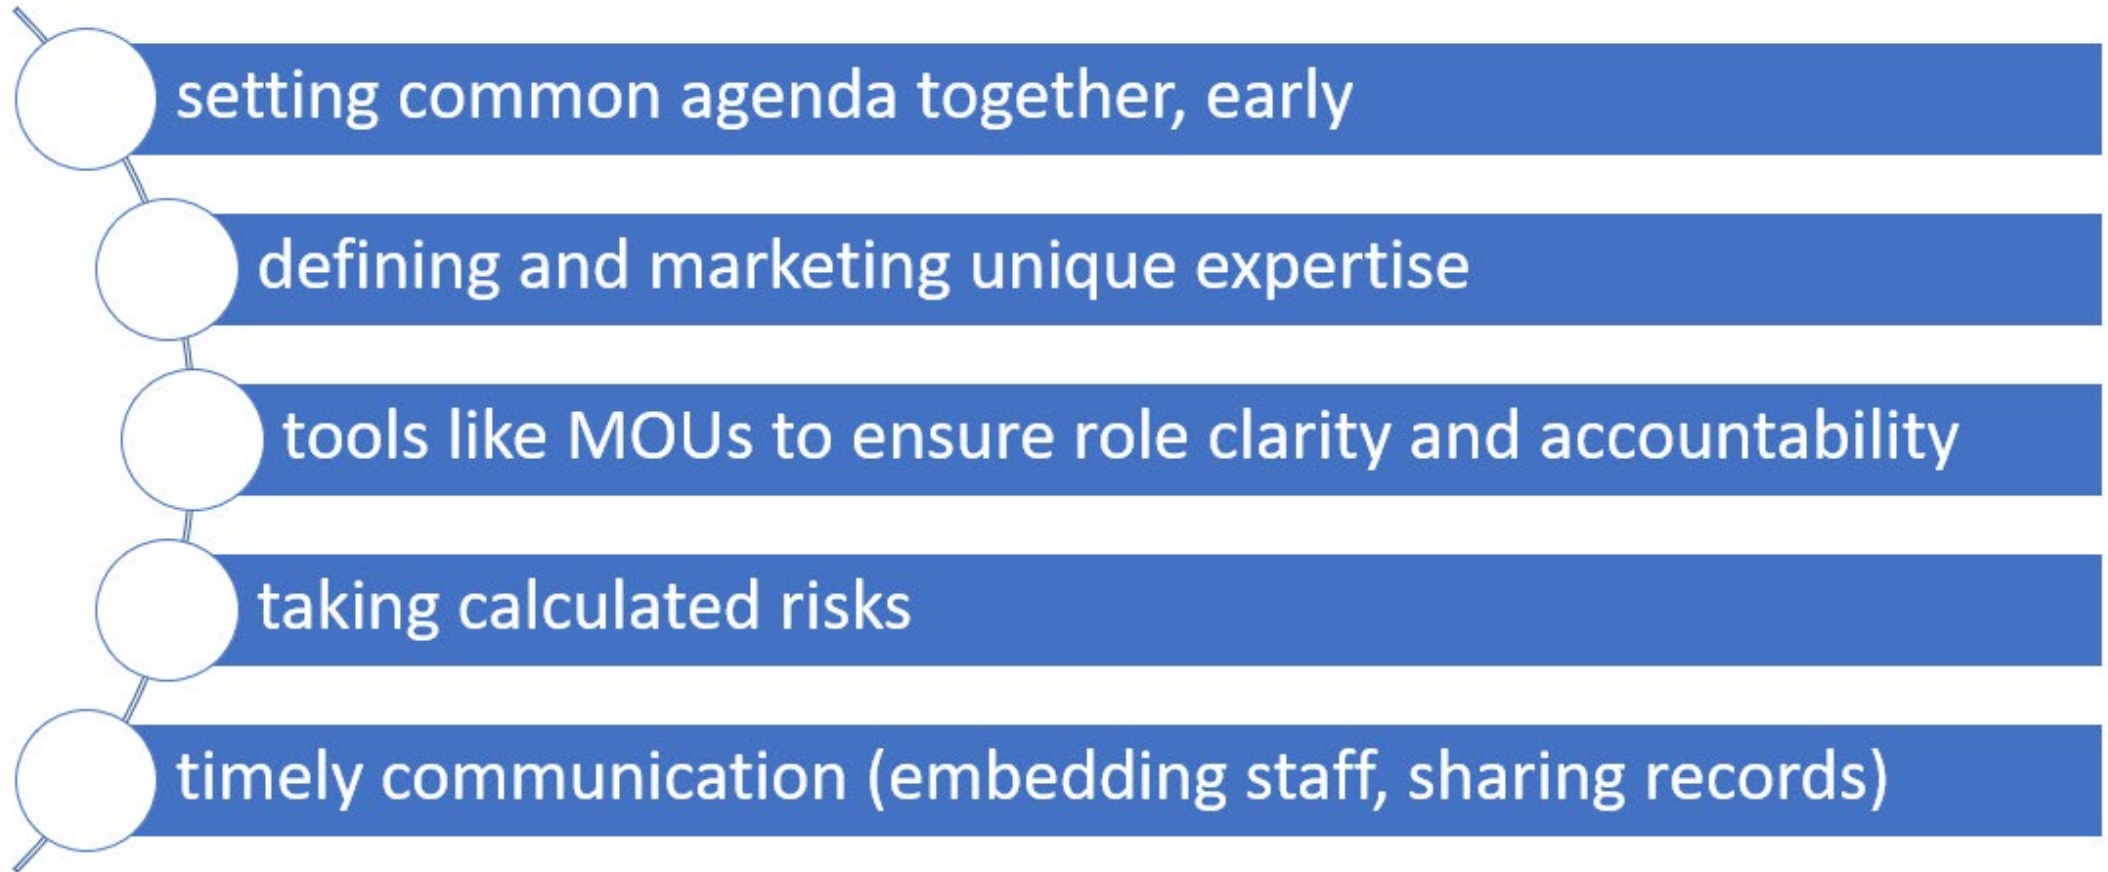 setting common agenda together, early
defining and marketing unique expertise
tools like MOUs to ensure role clarity and accountability
taking calculated risks
timely communication (embedding staff, sharing records)